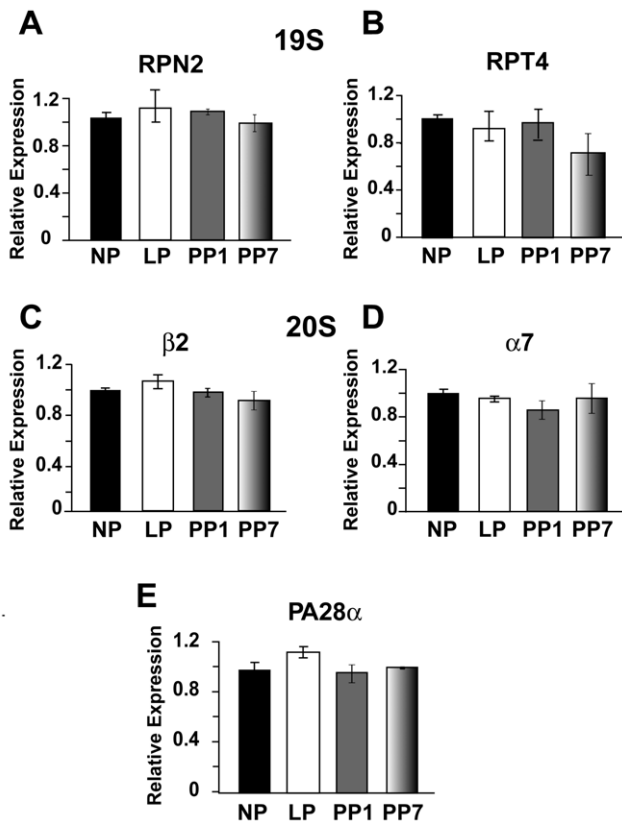 A
19S
B
RPN2
RPT4
Relative Expression
1.2
0.8
0.4
0
NP LP PP1 PP7
Relative Expression
1.2
0.8
0.4
0
NP LP PP1 PP7
C
20S
D
β2
α7
Relative Expression
1.2
0.8
0.4
0
NP LP PP1 PP7
Relative Expression
1.2
0.8
0.4
0
NP LP PP1 PP7
E
PA28α
Relative Expression
1.2
0.8
0.4
0
NP LP PP1 PP7